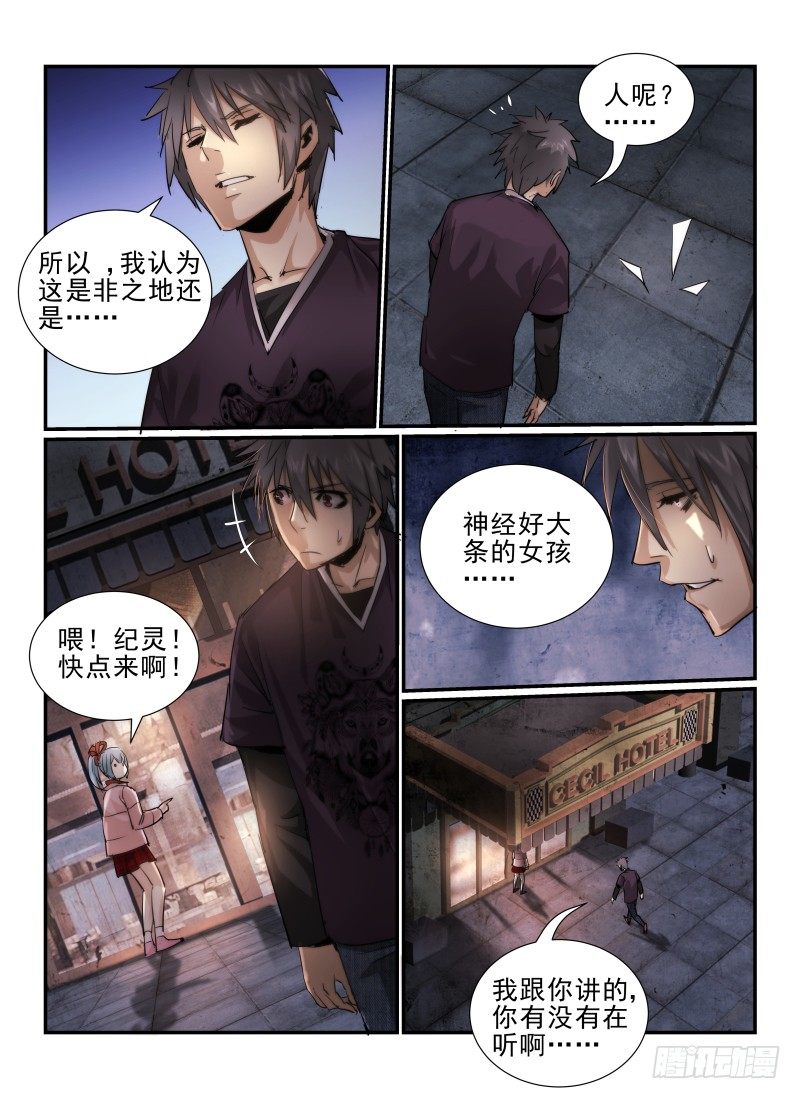 所以，我认为
这是非之地还
是……
人呢？
……
L HOTEL
喂！纪灵！
快点来啊！
神经好大
条的女孩
……
CECIL HOTEL
我跟你讲的，
你有没有在
听啊……
腾讯动漫